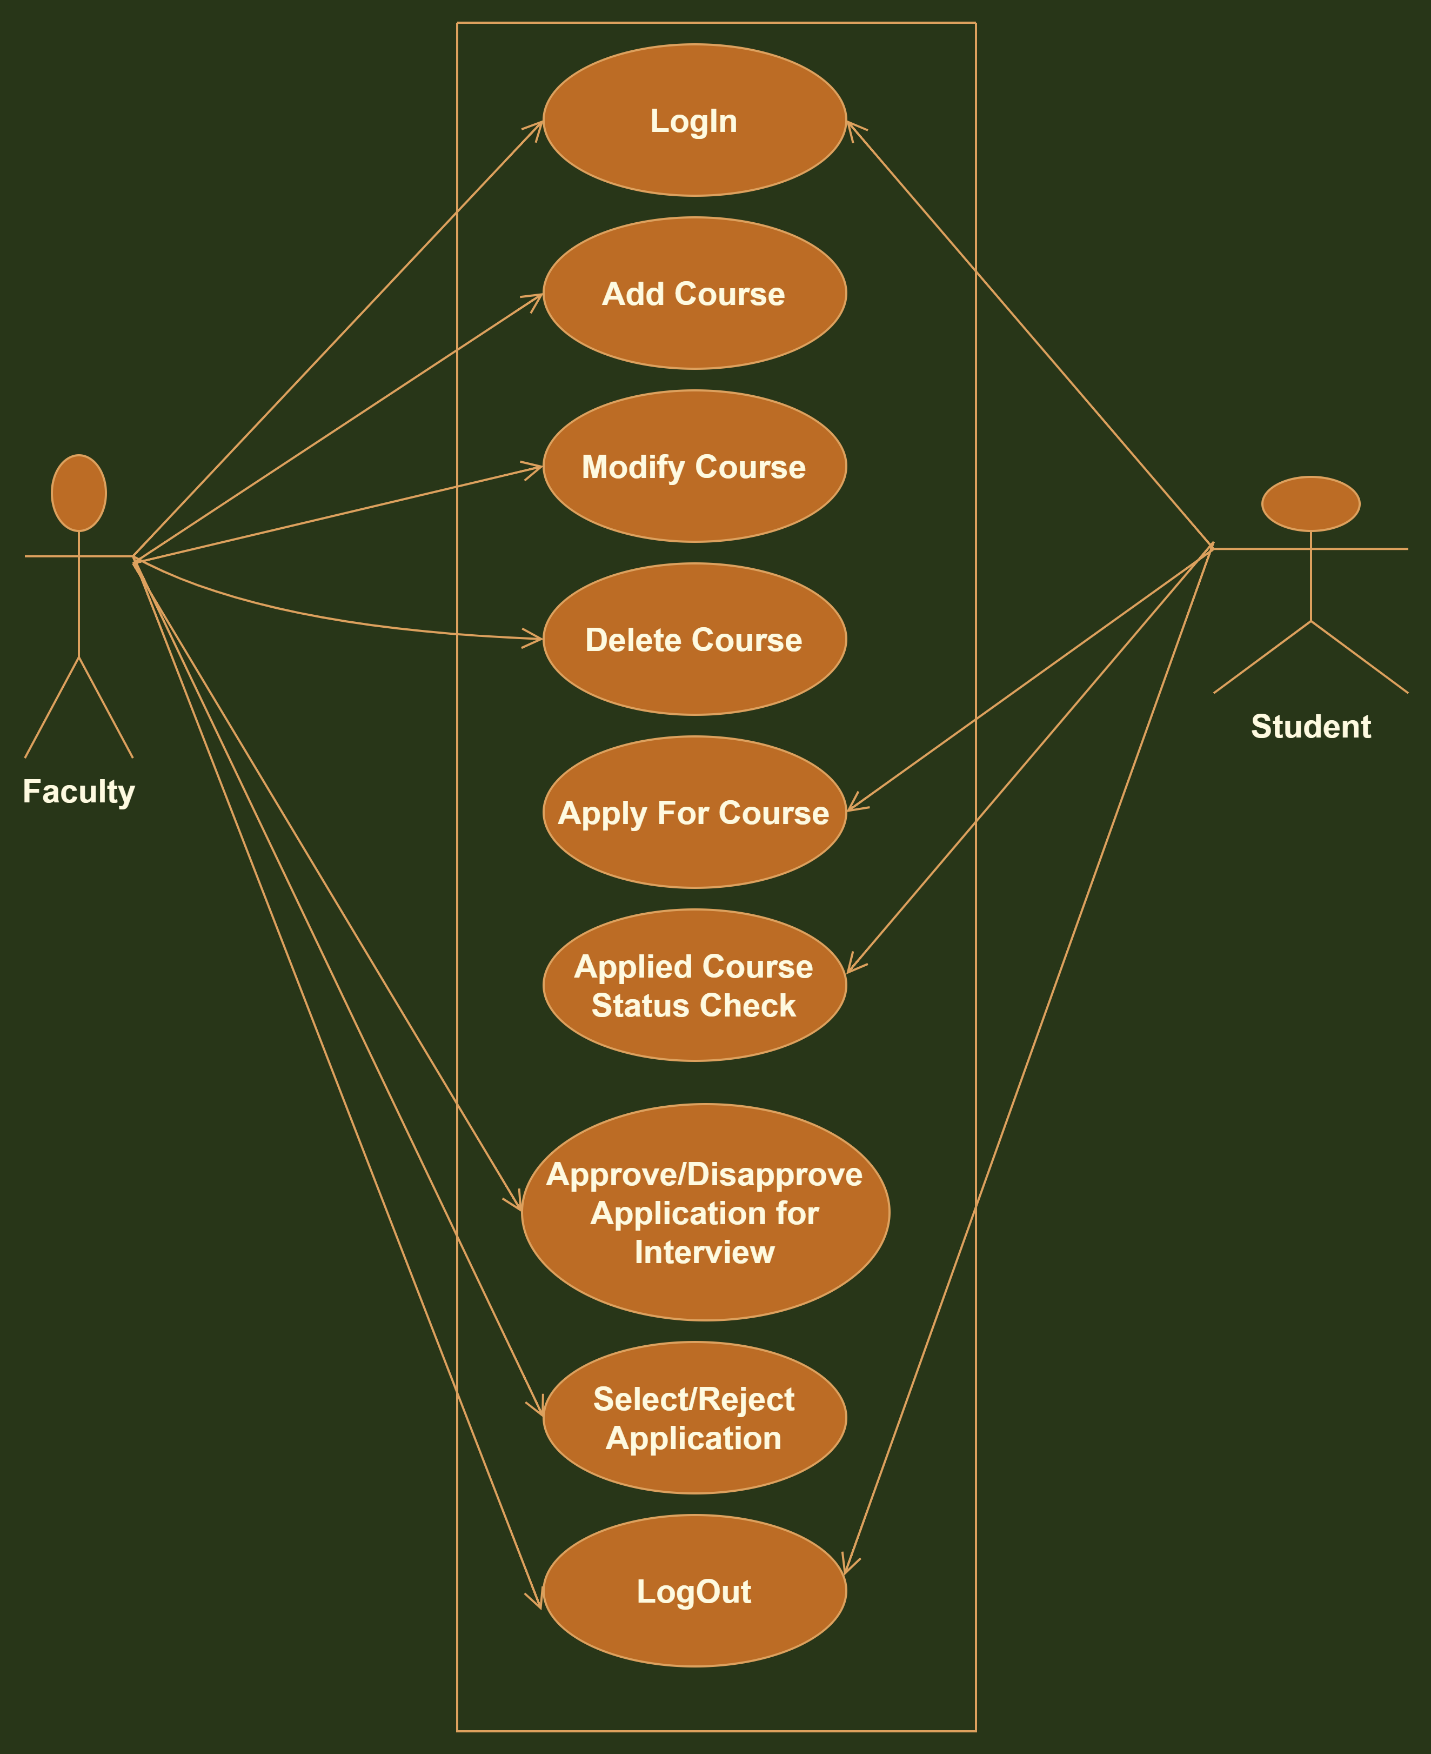 LogIn
Add Course
Modify Course
Delete Course
Student
Faculty
Apply For Course
Applied Course
Status Check
Approve/Disapprove
Application for
Interview
Select/Reject
Application
LogOut